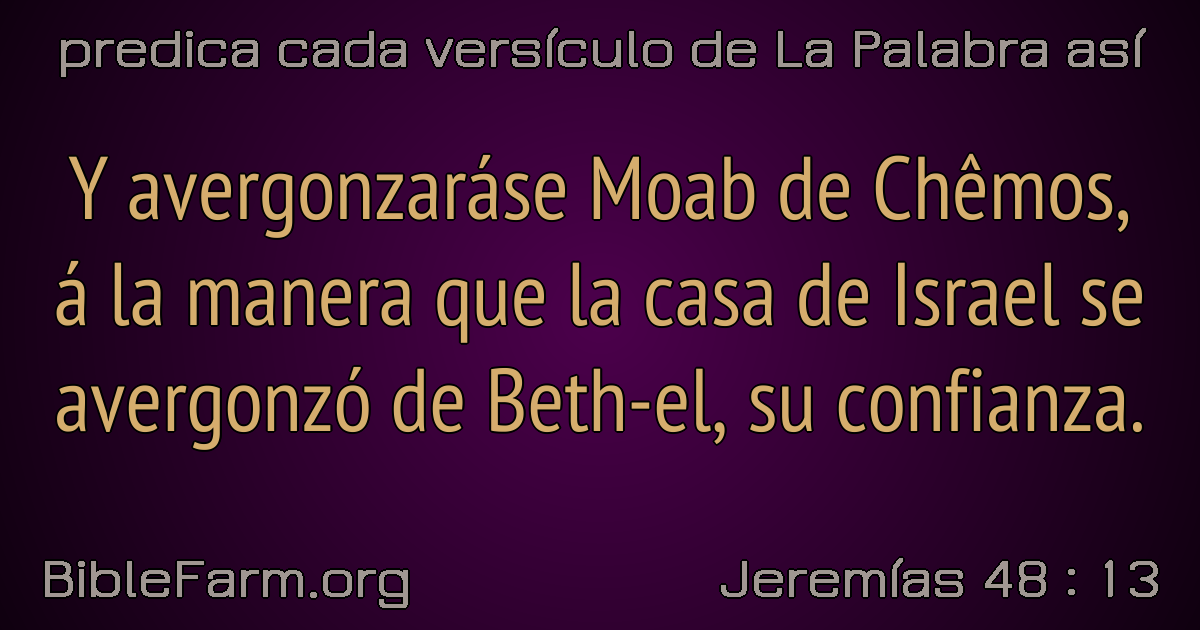 predica cada versículo de La Palabra así
Y avergonzaráse Moab de Chêmos,
á la manera que la casa de Israel se
avergonzó de Beth-el, su confianza.
BibleFarm.org
Jeremías 48 : 13